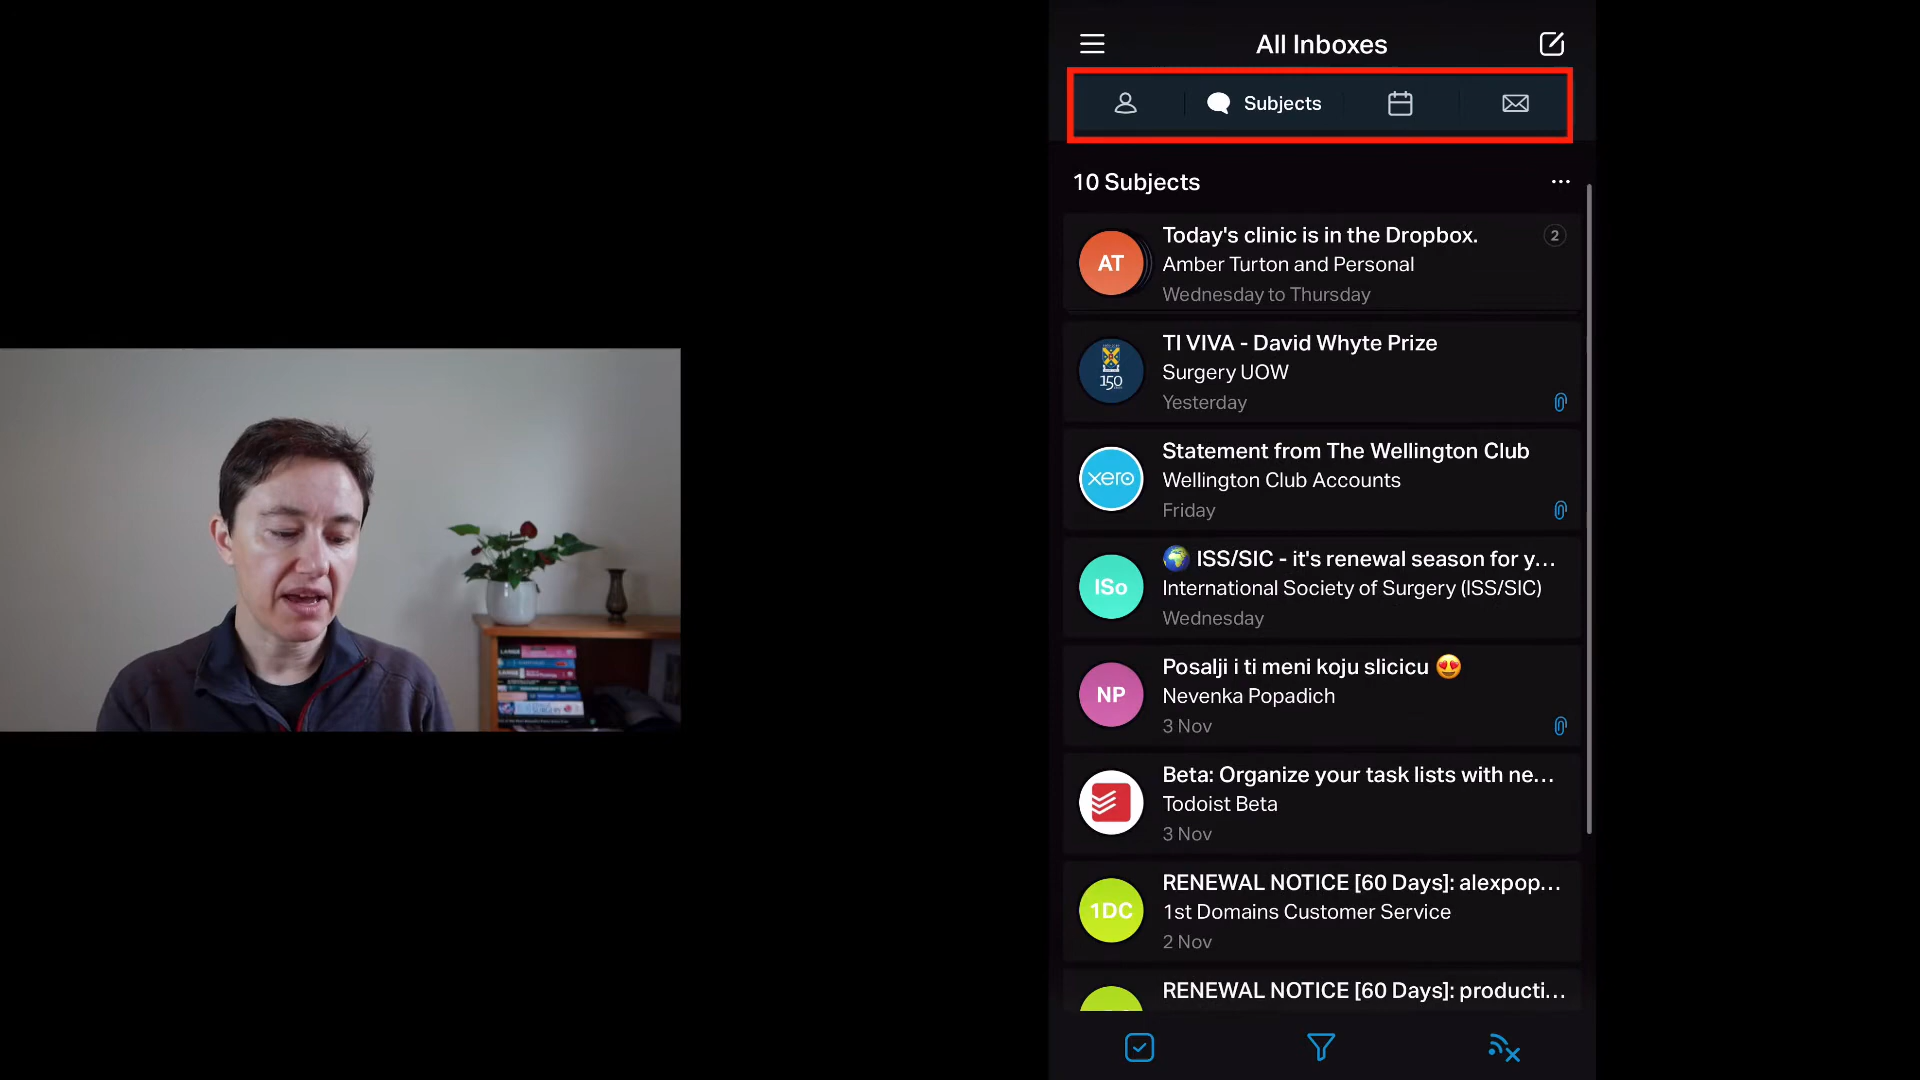 All Inboxes
Subjects
10 Subjects
AT
Today's clinic is in the Dropbox.
2
Amber Turton and Personal
Wednesday to Thursday
150
TI VIVA - David Whyte Prize
Surgery UOW
Yesterday
xero
Statement from The Wellington Club
Wellington Club Accounts
Friday
ISo
🌍 ISS/SIC - it's renewal season for y...
International Society of Surgery (ISS/SIC)
Wednesday
NP
Posalji i ti meni koju slicicu 😍
Nevenka Popadich
3 Nov
Beta: Organize your task lists with ne...
Todoist Beta
3 Nov
1DC
RENEWAL NOTICE [60 Days]: alexpop...
1st Domains Customer Service
2 Nov
RENEWAL NOTICE [60 Days]: producti...